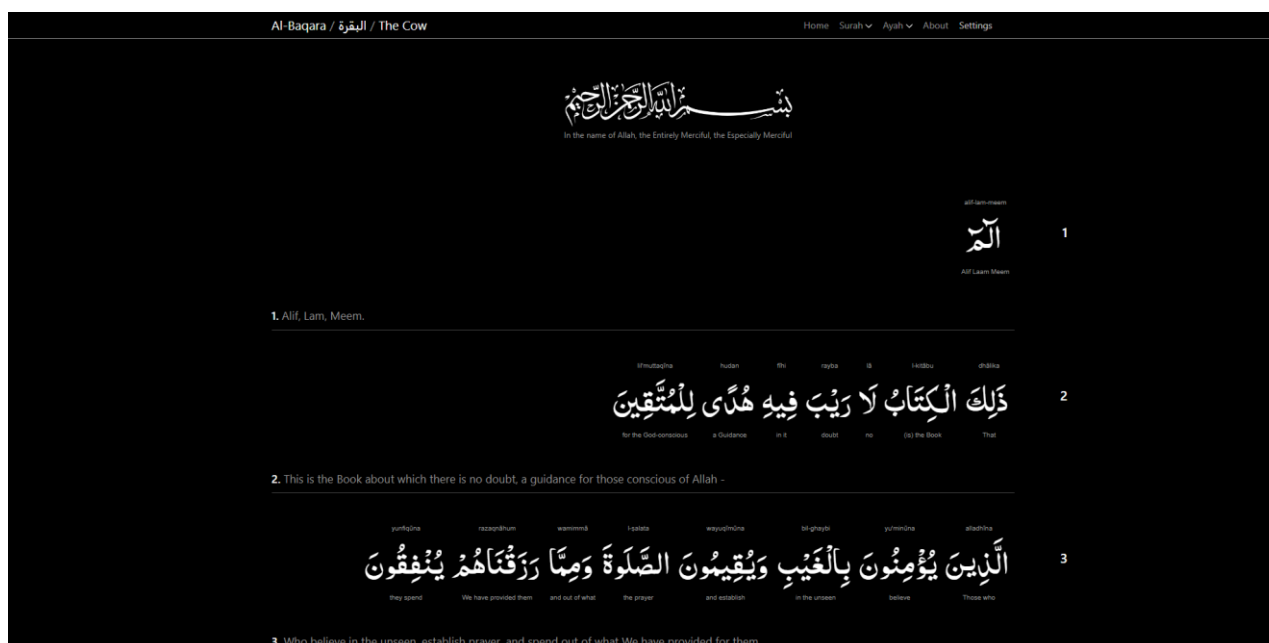 Al-Baqara / البقرة / The Cow
Home Surah Ayah About Settings
بِسْمِ اللَّهِ الرَّحْمَٰنِ الرَّحِيمِ
In the name of Allah, the Entirely Merciful, the Especially Merciful
alif-lam-meem
الٓمّٓ 1
Alif Laam Meem
1. Alif, Lam, Meem.
lil'muttaqīna hudan fīhi rayba lā l-kitābu dhālika
ذَلِكَ الْكِتَابُ لَا رَيْبَ فِيهِ هُدًى لِلْمُتَّقِينَ 2
for the God-conscious a Guidance in it doubt no (is) the Book That
2. This is the Book about which there is no doubt, a guidance for those conscious of Allah -
yunfiqūna razaqnāhum wamimmā l-ṣalata wayuqīmūna bil-ghaybi yu'minūna alladhīna
الَّذِينَ يُؤْمِنُونَ بِالْغَيْبِ وَيُقِيمُونَ الصَّلَوةَ وَمِمَّا رَزَقْنَاهُمْ يُنْفِقُونَ 3
they spend We have provided them and out of what the prayer and establish in the unseen believe Those who
3. Who believe in the unseen, establish prayer, and spend out of what We have provided for them